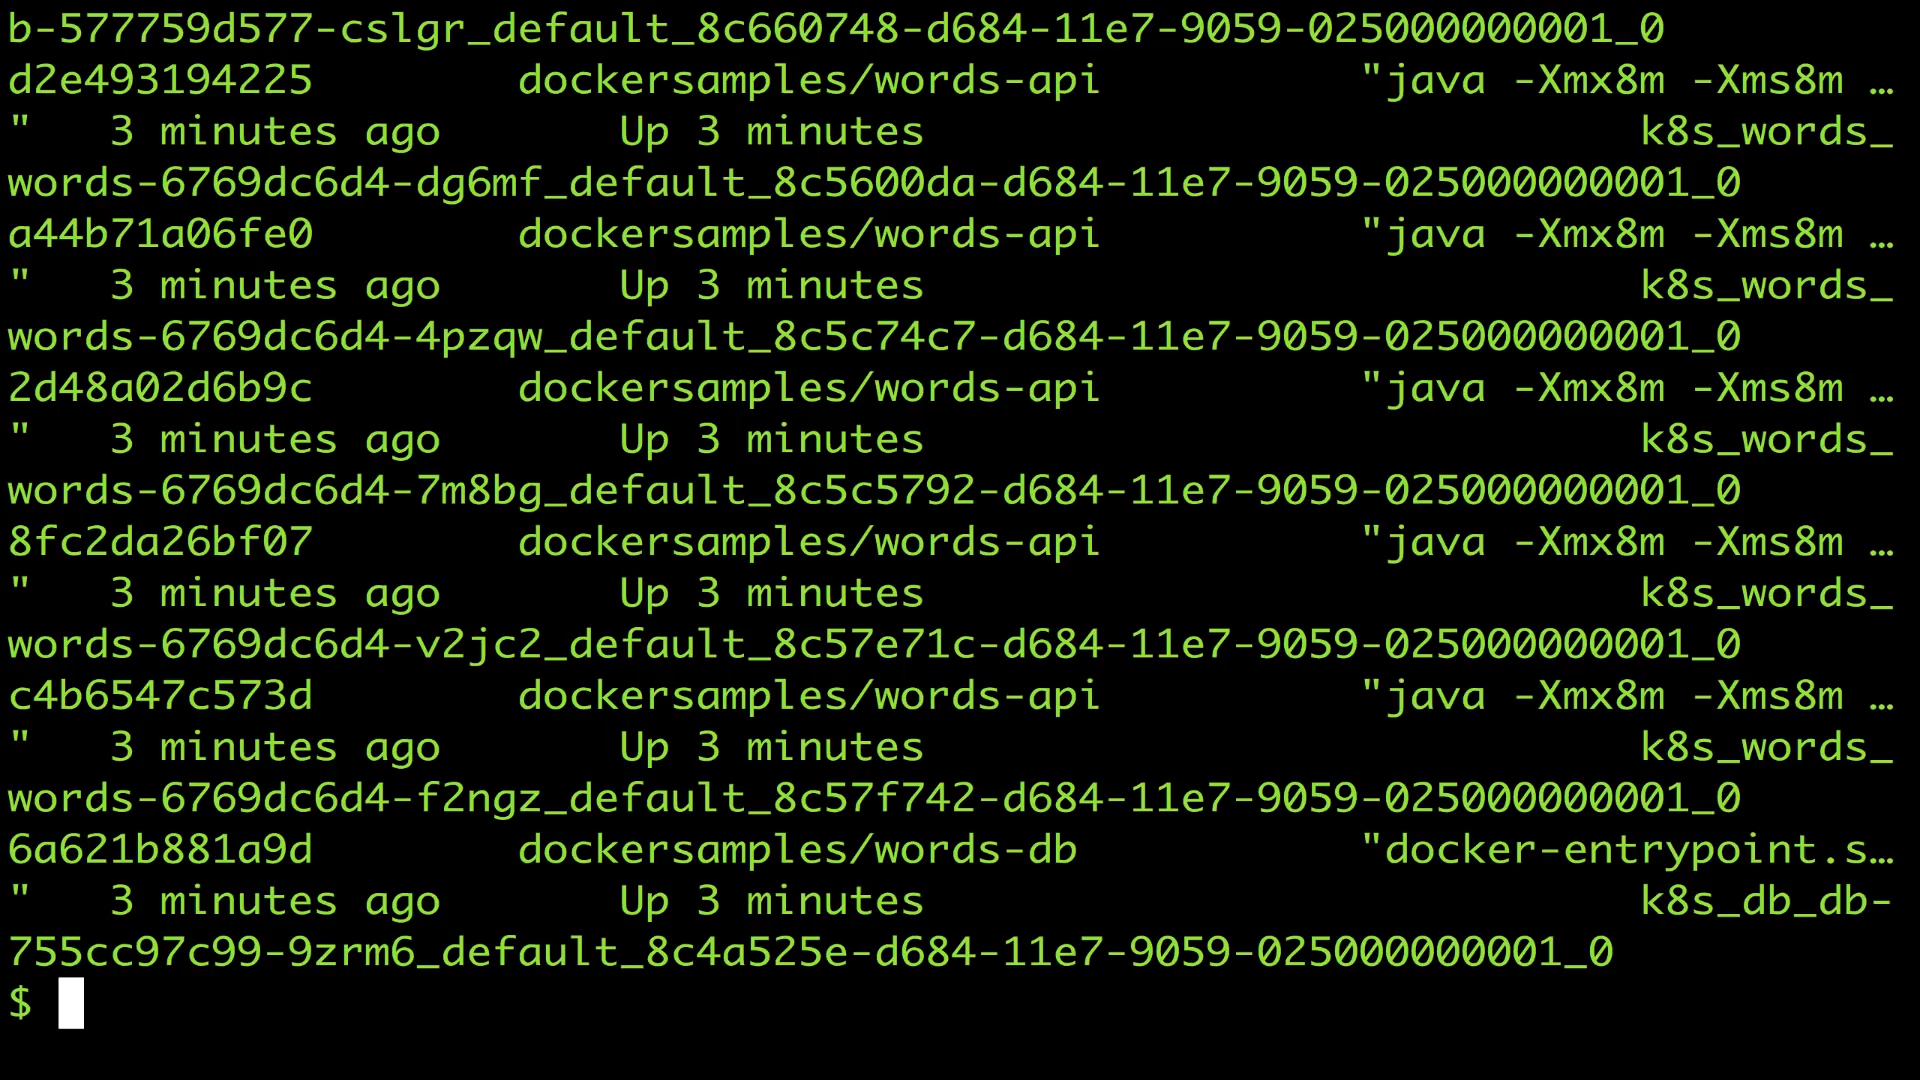 b-577759d577-cslgr_default_8c660748-d684-11e7-9059-025000000001_0
d2e493194225        dockersamples/words-api          "java -Xmx8m -Xms8m …
"   3 minutes ago       Up 3 minutes                            k8s_words_
words-6769dc6d4-dg6mf_default_8c5600da-d684-11e7-9059-025000000001_0
a44b71a06fe0        dockersamples/words-api          "java -Xmx8m -Xms8m …
"   3 minutes ago       Up 3 minutes                            k8s_words_
words-6769dc6d4-4pzqw_default_8c5c74c7-d684-11e7-9059-025000000001_0
2d48a02d6b9c        dockersamples/words-api          "java -Xmx8m -Xms8m …
"   3 minutes ago       Up 3 minutes                            k8s_words_
words-6769dc6d4-7m8bg_default_8c5c5792-d684-11e7-9059-025000000001_0
8fc2da26bf07        dockersamples/words-api          "java -Xmx8m -Xms8m …
"   3 minutes ago       Up 3 minutes                            k8s_words_
words-6769dc6d4-v2jc2_default_8c57e71c-d684-11e7-9059-025000000001_0
c4b6547c573d        dockersamples/words-api          "java -Xmx8m -Xms8m …
"   3 minutes ago       Up 3 minutes                            k8s_words_
words-6769dc6d4-f2ngz_default_8c57f742-d684-11e7-9059-025000000001_0
6a621b881a9d        dockersamples/words-db           "docker-entrypoint.s…
"   3 minutes ago       Up 3 minutes                            k8s_db_db-
755cc97c99-9zrm6_default_8c4a525e-d684-11e7-9059-025000000001_0
$